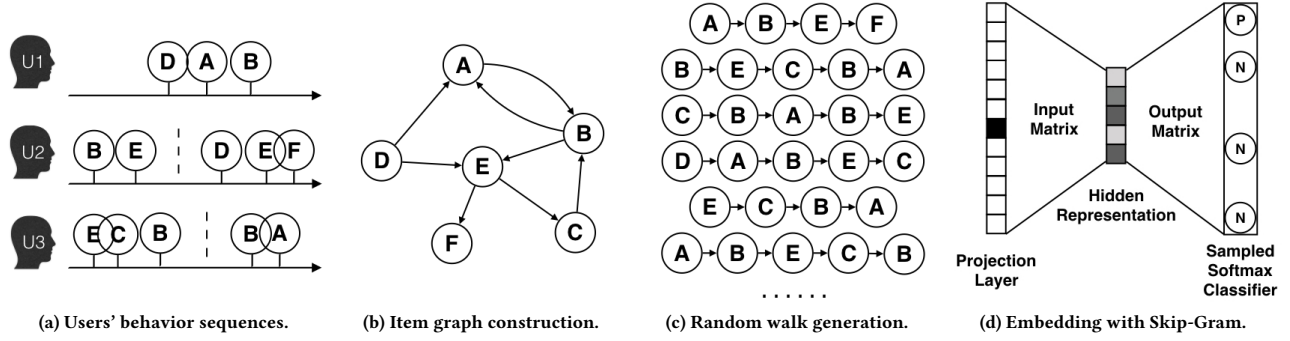 U1
D A B
U2
B E D E F
U3
E C B B A
(a) Users' behavior sequences.
A
B
D
E
F
C
(b) Item graph construction.
A B E F
B E C B A
C B A B E
D A B E C
E C B A
A B E C B
......
(c) Random walk generation.
P
N
N
N
Input
Matrix
Output
Matrix
Hidden
Representation
Projection
Layer
Sampled
Softmax
Classifier
(d) Embedding with Skip-Gram.